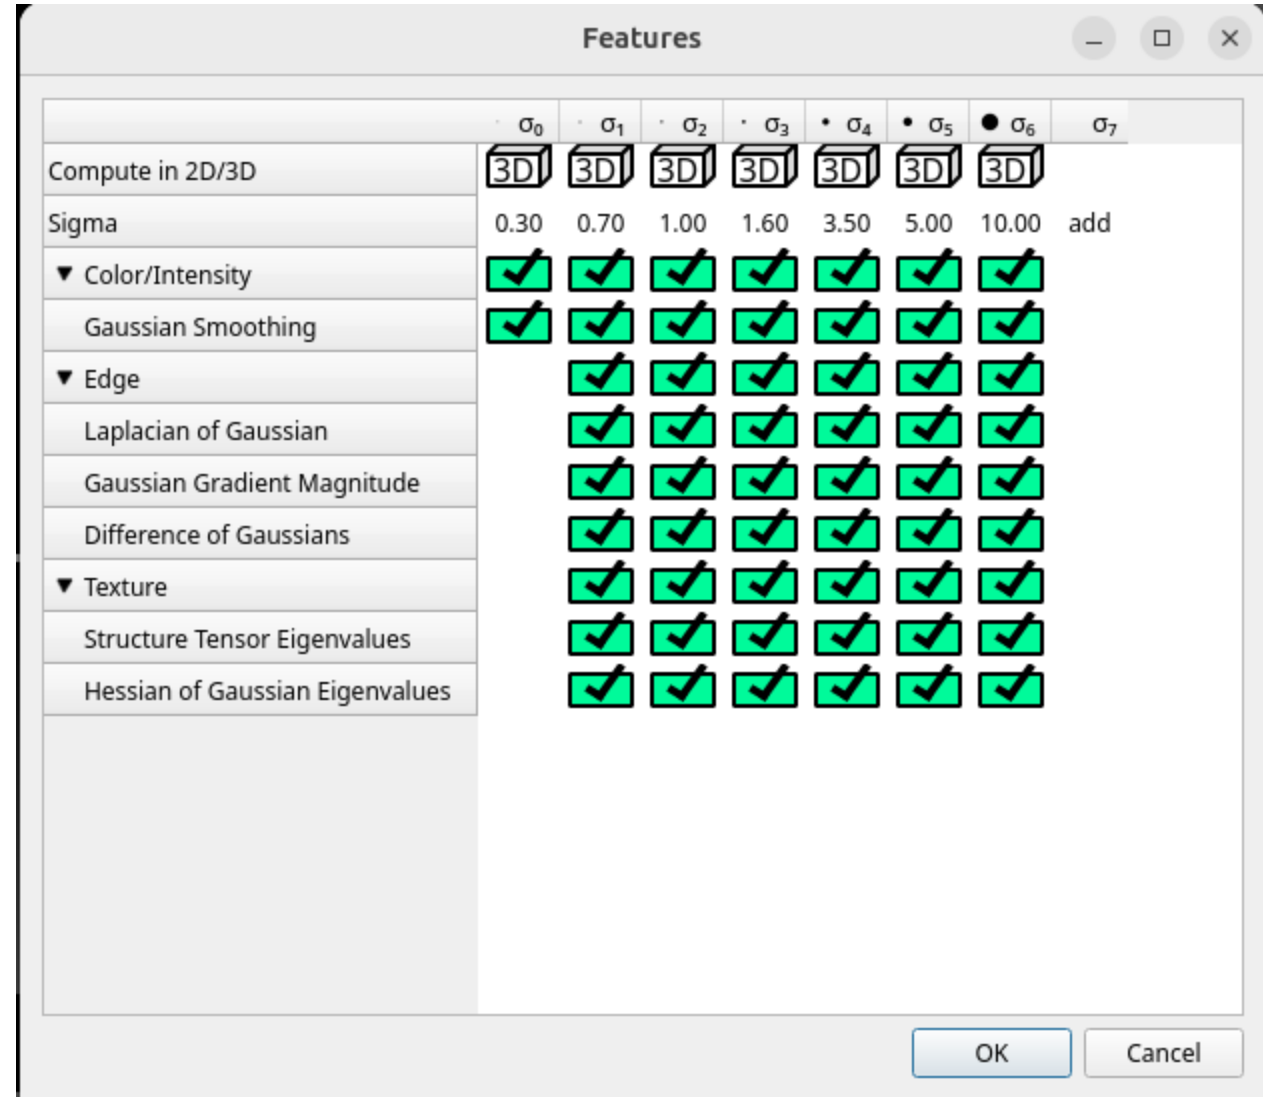 Features
σ₀ σ₁ σ₂ σ₃ σ₄ σ₅ σ₆ σ₇
Compute in 2D/3D 3D 3D 3D 3D 3D 3D 3D
Sigma 0.30 0.70 1.00 1.60 3.50 5.00 10.00 add
Color/Intensity
Gaussian Smoothing
Edge
Laplacian of Gaussian
Gaussian Gradient Magnitude
Difference of Gaussians
Texture
Structure Tensor Eigenvalues
Hessian of Gaussian Eigenvalues
OK Cancel